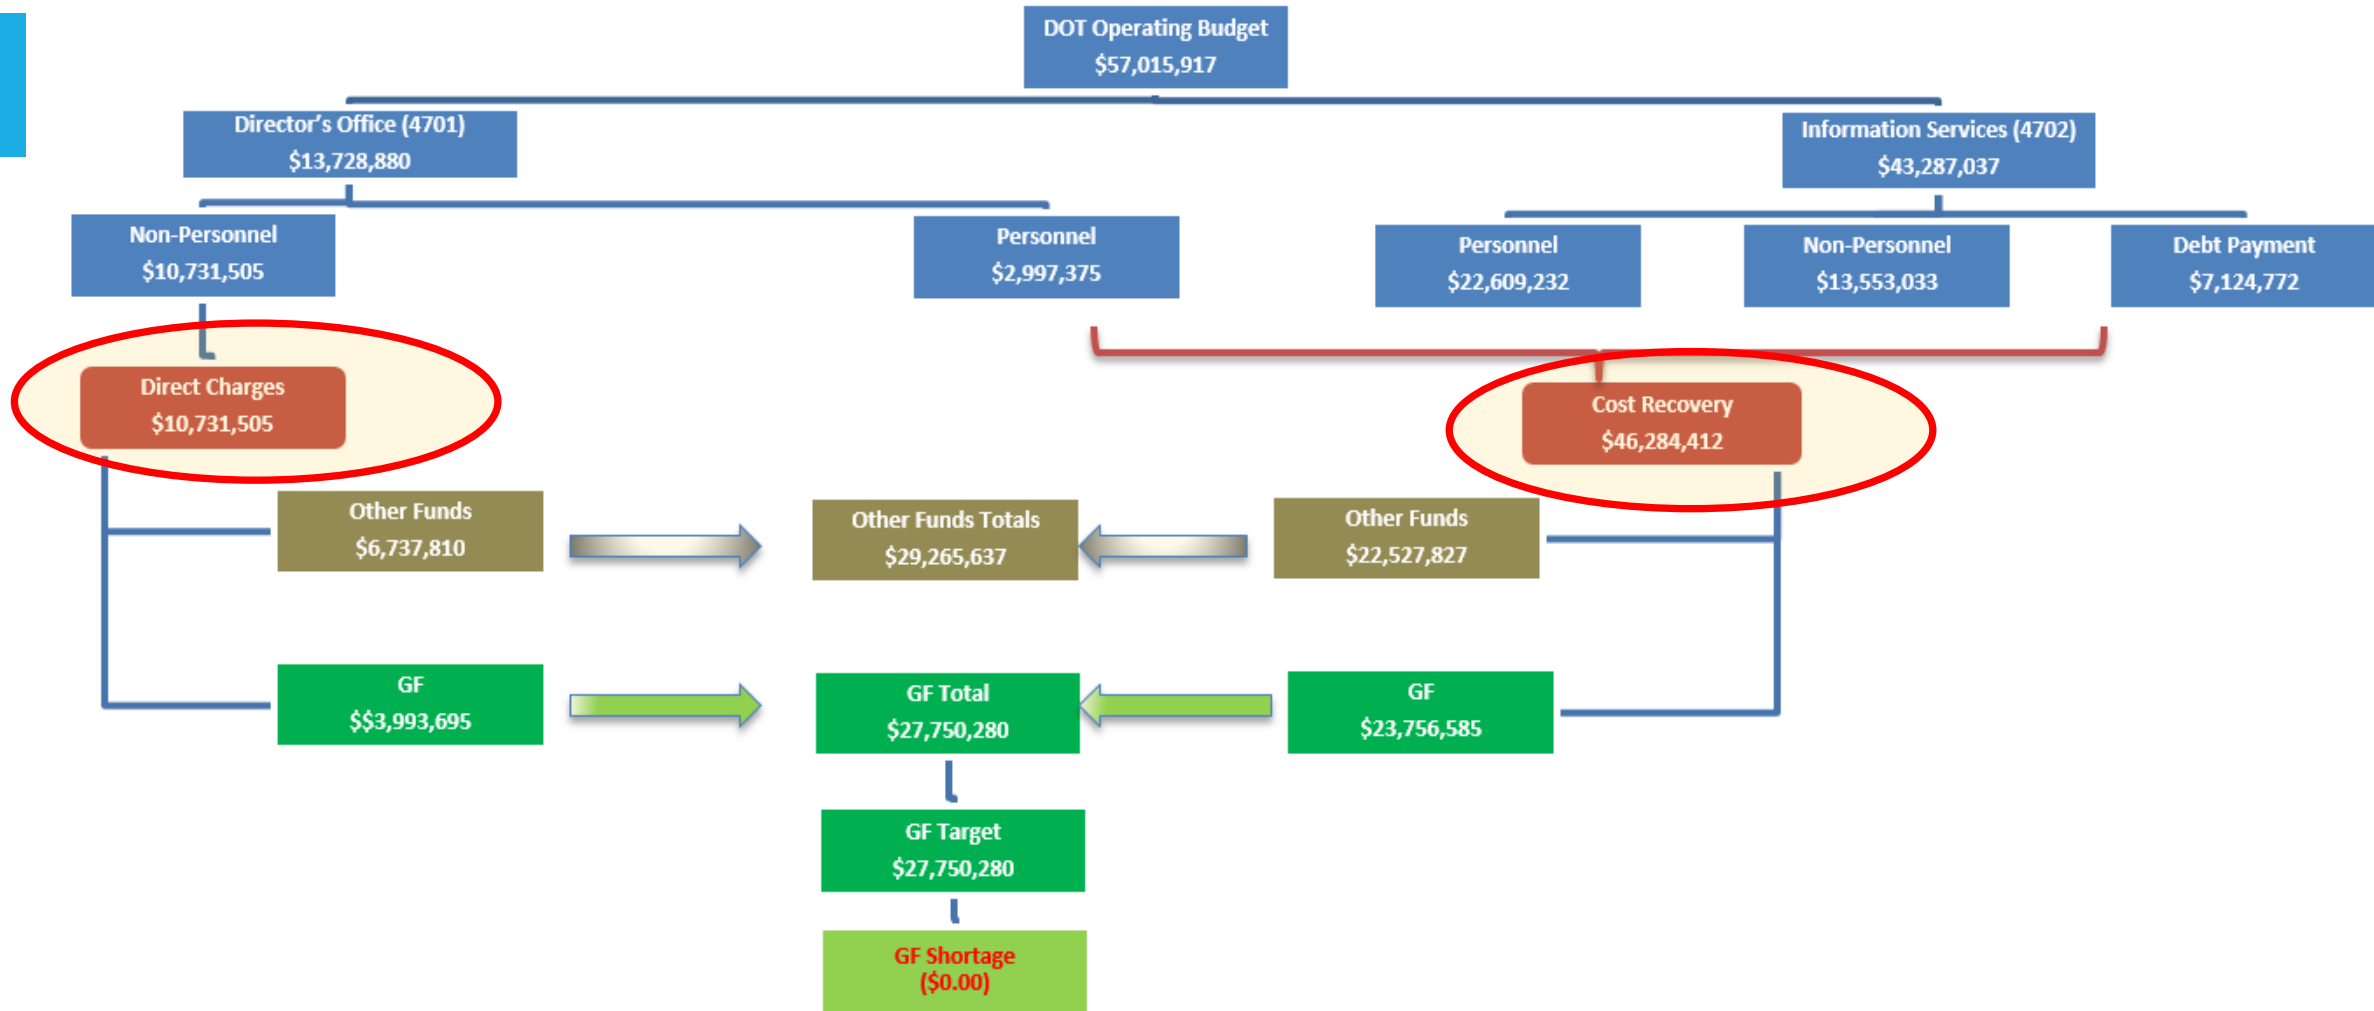 DOT Operating Budget
$57,015,917
Director's Office (4701)
$13,728,880
Information Services (4702)
$43,287,037
Non-Personnel
$10,731,505
Personnel
$2,997,375
Personnel
$22,609,232
Non-Personnel
$13,553,033
Debt Payment
$7,124,772
Direct Charges
$10,731,505
Cost Recovery
$46,284,412
Other Funds
$6,737,810
Other Funds Totals
$29,265,637
Other Funds
$22,527,827
GF
$$3,993,695
GF Total
$27,750,280
GF
$23,756,585
GF Target
$27,750,280
GF Shortage
($0.00)